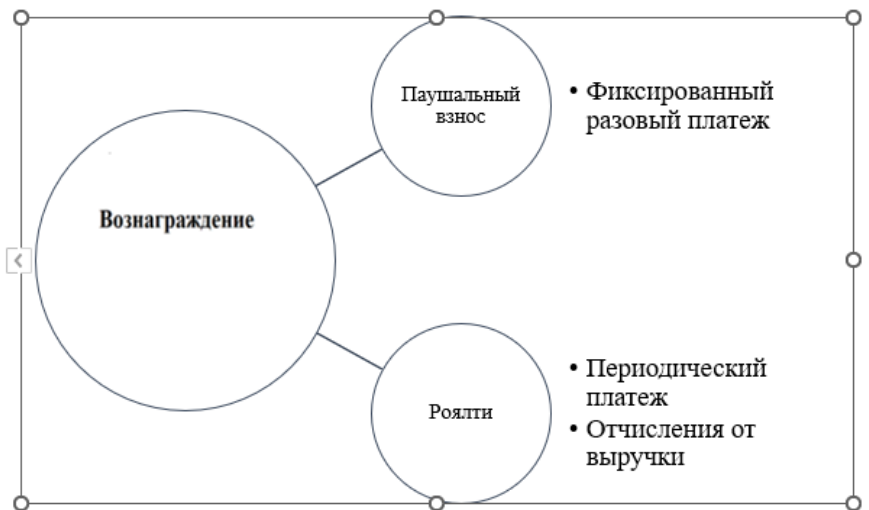 Вознаграждение
Паушальный
взнос
• Фиксированный
разовый платеж
Роялти
• Периодический
платеж
• Отчисления от
выручки